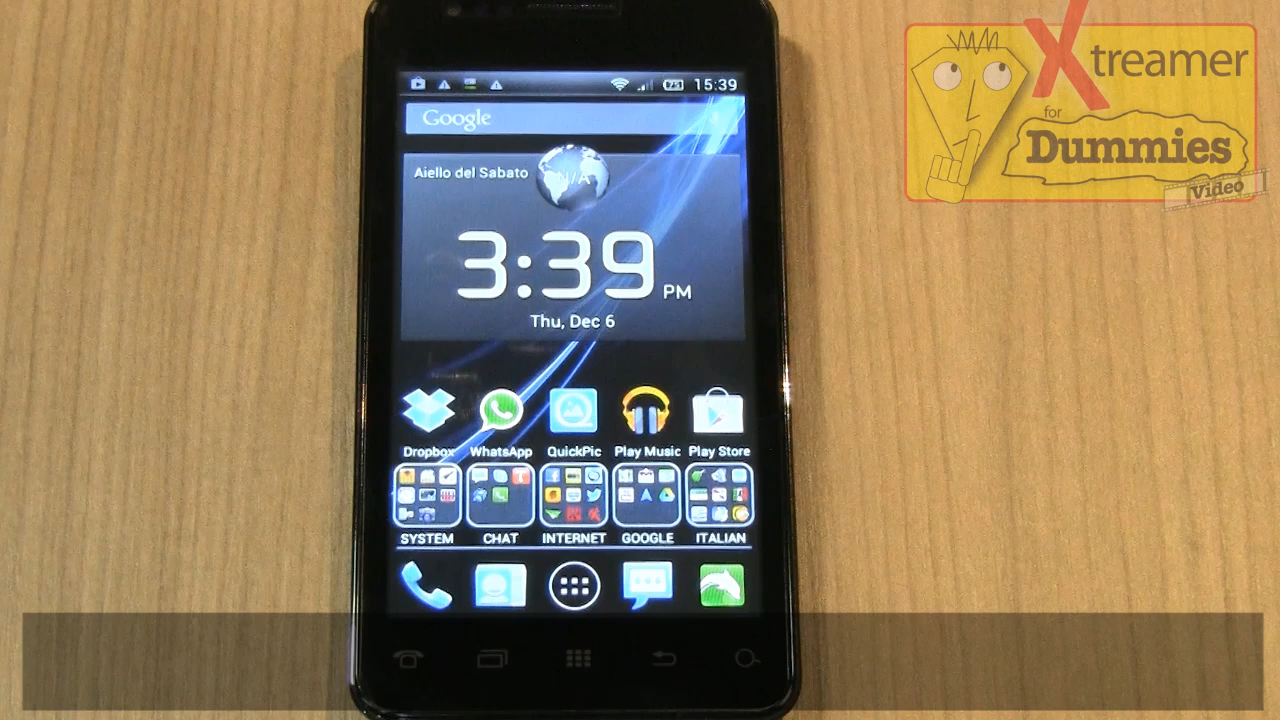 Xtreamer
for
Dummies
Video
15:39
Google
Aiello del Sabato
N/A
3:39 PM
Thu, Dec 6
Dropbox WhatsApp QuickPic Play Music Play Store
SYSTEM CHAT INTERNET GOOGLE ITALIAN